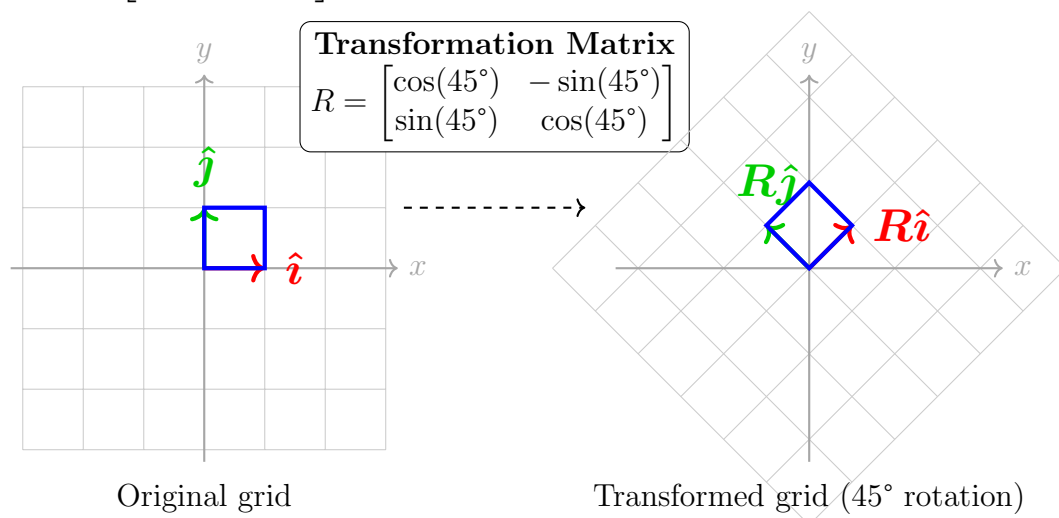 Transformation Matrix
R = [cos(45°) − sin(45°)
sin(45°) cos(45°)]
y
ĵ
î
x
y
Rĵ
Rî
x
Original grid
Transformed grid (45° rotation)